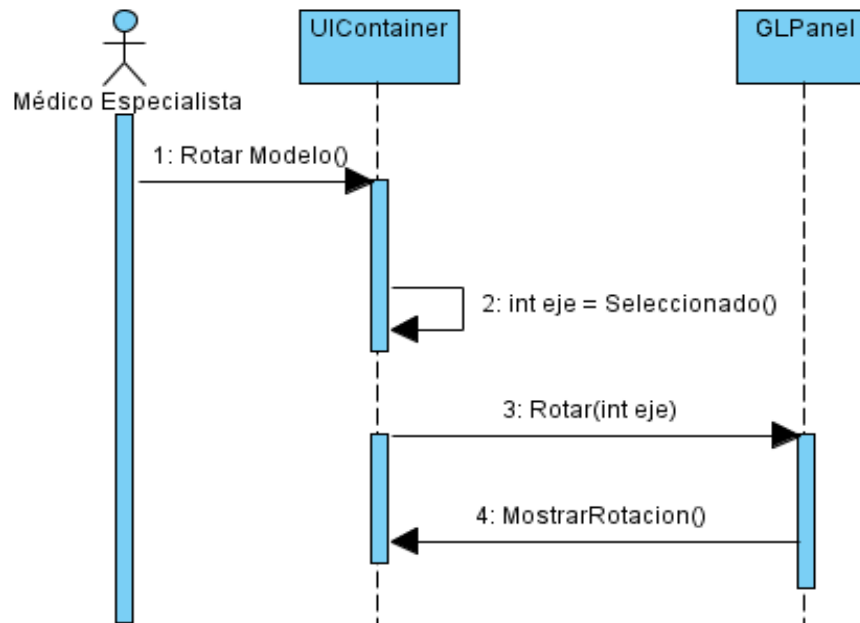 UIContainer
GLPanel
Médico Especialista
1: Rotar Modelo()
2: int eje = Seleccionado()
3: Rotar(int eje)
4: MostrarRotacion()